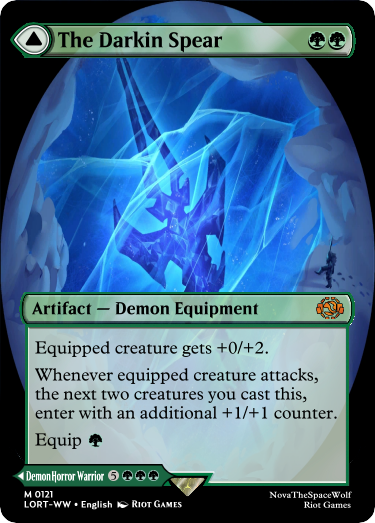 The Darkin Spear
Artifact — Demon Equipment
Equipped creature gets +0/+2.
Whenever equipped creature attacks,
the next two creatures you cast this,
enter with an additional +1/+1 counter.
Equip
Demon Horror Warrior 5
M 0121
LORT-WW • English Riot Games
NovaTheSpaceWolf
Riot Games